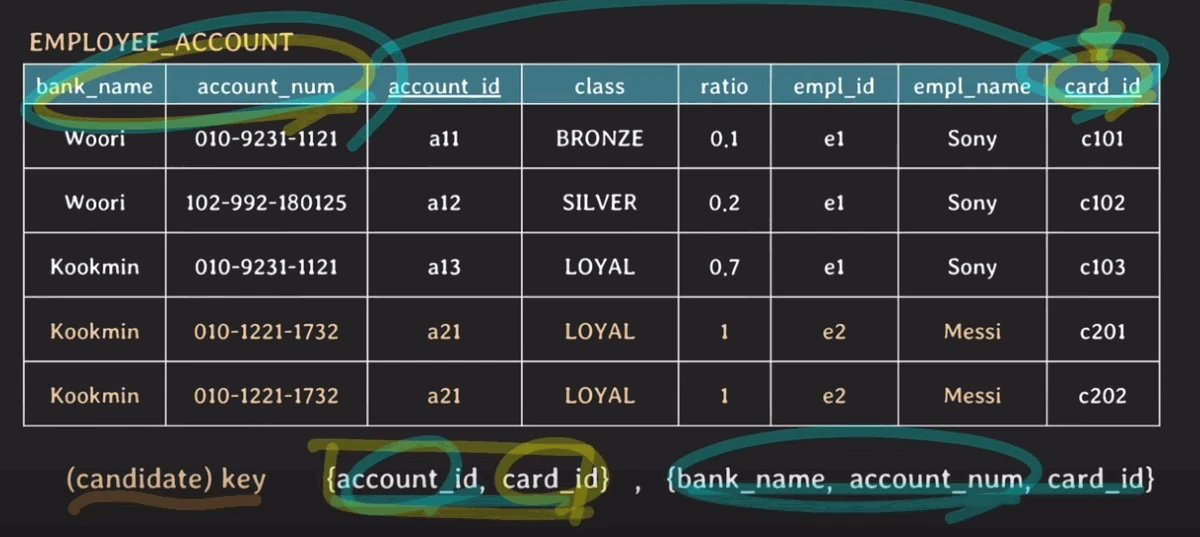 EMPLOYEE_ACCOUNT
bank_name account_num account_id class ratio empl_id empl_name card_id
Woori 010-9231-1121 a11 BRONZE 0.1 e1 Sony c101
Woori 102-992-180125 a12 SILVER 0.2 e1 Sony c102
Kookmin 010-9231-1121 a13 LOYAL 0.7 e1 Sony c103
Kookmin 010-1221-1732 a21 LOYAL 1 e2 Messi c201
Kookmin 010-1221-1732 a21 LOYAL 1 e2 Messi c202
(candidate) key {account_id, card_id} , {bank_name, account_num, card_id}